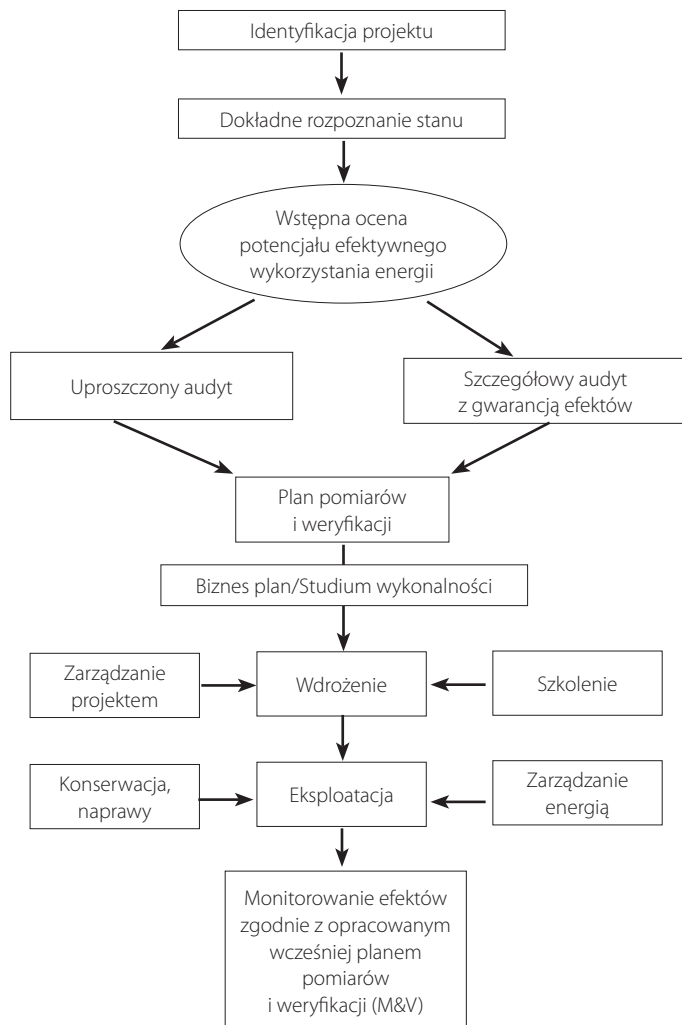 Identyfikacja projektu
Dokładne rozpoznanie stanu
Wstępna ocena
potencjału efektywnego
wykorzystania energii
Uproszczony audyt
Szczegółowy audyt
z gwarancją efektów
Plan pomiarów
i weryfikacji
Biznes plan/Studium wykonalności
Zarządzanie
projektem
Wdrożenie
Szkolenie
Konserwacja,
naprawy
Eksploatacja
Zarządzanie
energią
Monitorowanie efektów
zgodnie z opracowanym
wcześniej planem
pomiarów
i weryfikacji (M&V)